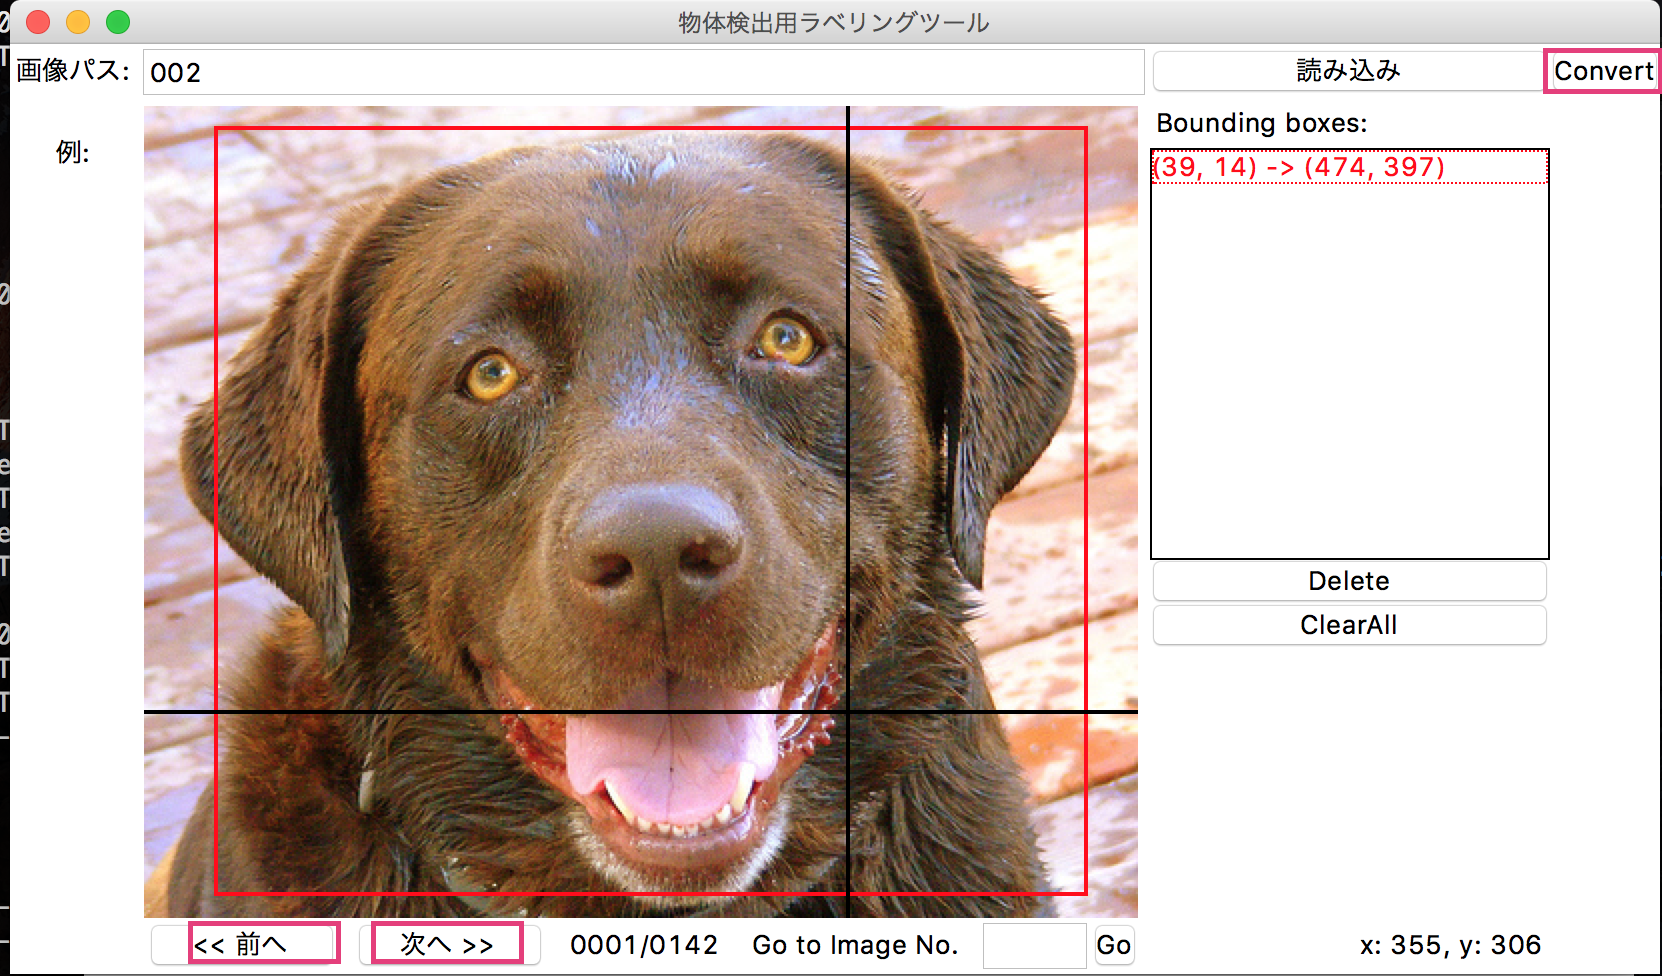 物体検出用ラベリングツール
画像パス: 002 読み込み Convert
例:
Bounding boxes:
(39, 14) -> (474, 397)
Delete
ClearAll
<< 前へ 次へ >> 0001/0142 Go to Image No. Go x: 355, y: 306